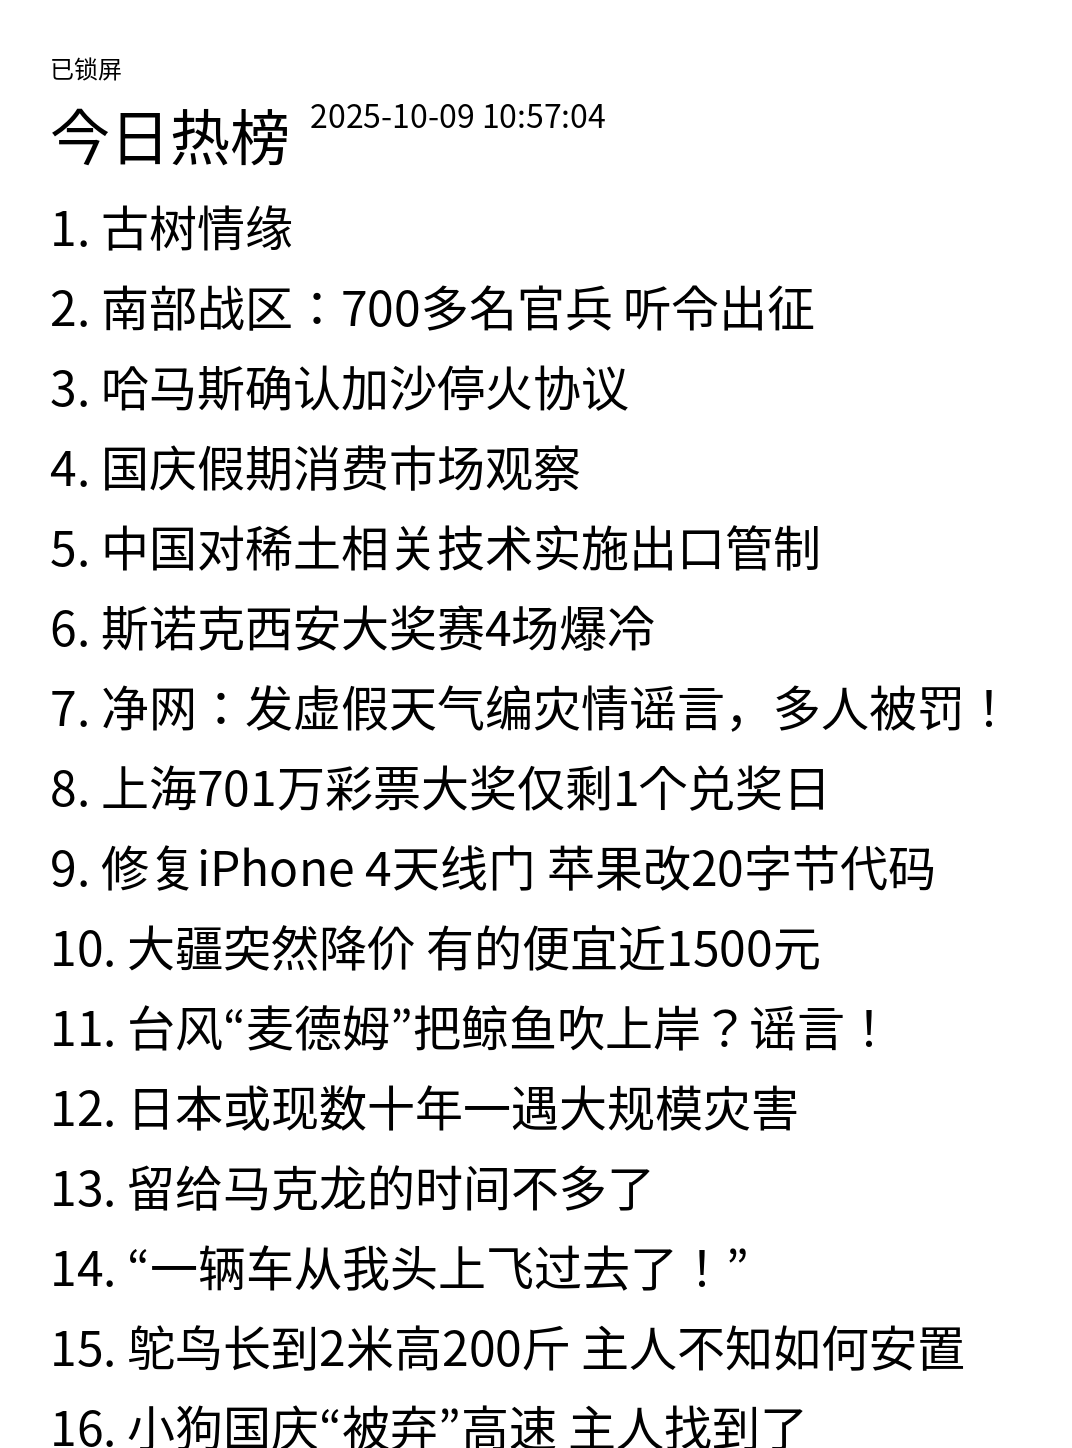 已锁屏
今日热榜 2025-10-09 10:57:04
1. 古树情缘
2. 南部战区：700多名官兵 听令出征
3. 哈马斯确认加沙停火协议
4. 国庆假期消费市场观察
5. 中国对稀土相关技术实施出口管制
6. 斯诺克西安大奖赛4场爆冷
7. 净网：发虚假天气编灾情谣言，多人被罚！
8. 上海701万彩票大奖仅剩1个兑奖日
9. 修复iPhone 4天线门 苹果改20字节代码
10. 大疆突然降价 有的便宜近1500元
11. 台风“麦德姆”把鲸鱼吹上岸？谣言！
12. 日本或现数十年一遇大规模灾害
13. 留给马克龙的时间不多了
14. “一辆车从我头上飞过去了！”
15. 鸵鸟长到2米高200斤 主人不知如何安置
16. 小狗国庆“被弃”高速 主人找到了